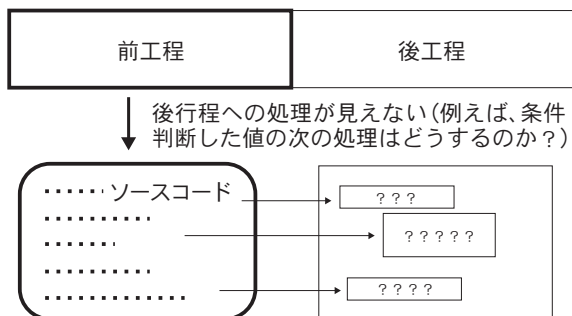 前工程
後工程
後行程への処理が見えない(例えば、条件
判断した値の次の処理はどうするのか?)
ソースコード
???
?????
????